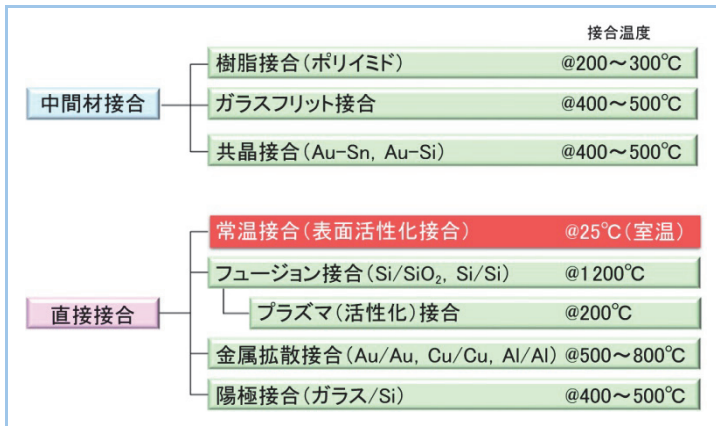 接合温度
樹脂接合(ポリイミド) @200～300℃
中間材接合
ガラスフリット接合 @400～500℃
共晶接合(Au-Sn, Au-Si) @400～500℃
常温接合(表面活性化接合) @25℃(室温)
フュージョン接合(Si/SiO₂, Si/Si) @1200℃
直接接合
プラズマ(活性化)接合 @200℃
金属拡散接合(Au/Au, Cu/Cu, Al/Al) @500～800℃
陽極接合(ガラス/Si) @400～500℃